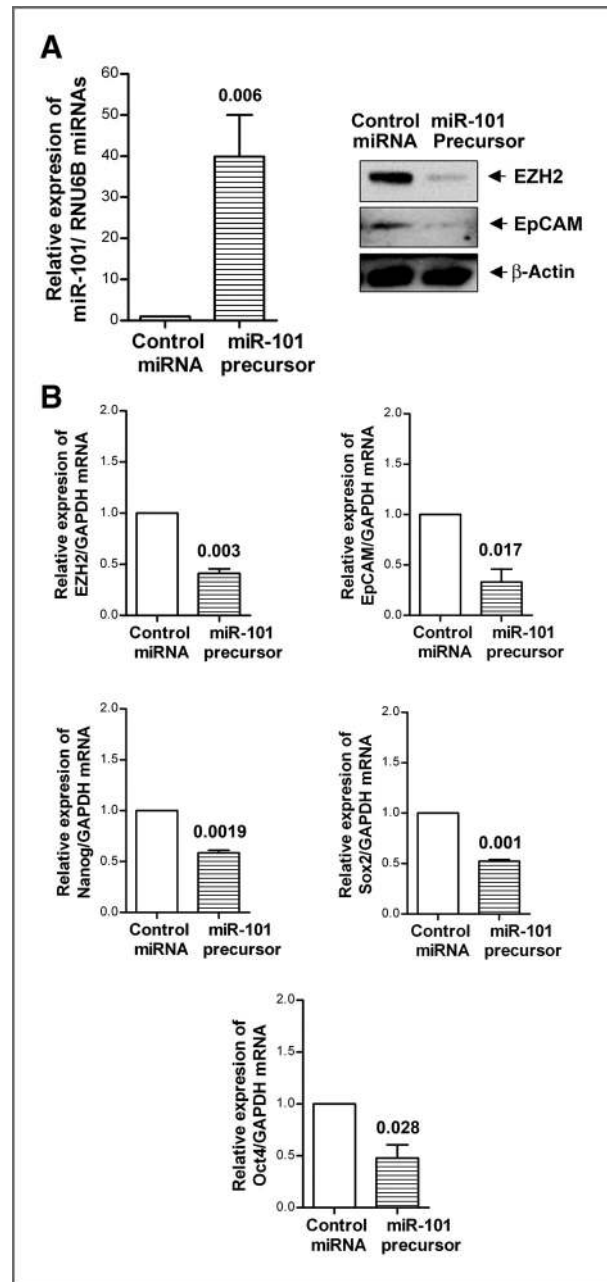 A
Relative expresion of
miR-101/ RNU6B miRNAs
60
50
40
30
20
10
0
0.006
Control
miRNA
miR-101
precursor
Control
miRNA
miR-101
Precursor
EZH2
EpCAM
β-Actin
B
Relative expresion of
EZH2/GAPDH mRNA
2.0
1.5
1.0
0.5
0.0
0.003
Control
miRNA
miR-101
precursor
Relative expresion of
EpCAM/GAPDH mRNA
2.0
1.5
1.0
0.5
0.0
0.017
Control
miRNA
miR-101
precursor
Relative expresion of
Nanog/GAPDH mRNA
2.0
1.5
1.0
0.5
0.0
0.0019
Control
miRNA
miR-101
precursor
Relative expresion of
Sox2/GAPDH mRNA
2.0
1.5
1.0
0.5
0.0
0.001
Control
miRNA
miR-101
precursor
Relative expresion of
Oct4/GAPDH mRNA
2.0
1.5
1.0
0.5
0.0
0.028
Control
miRNA
miR-101
precursor